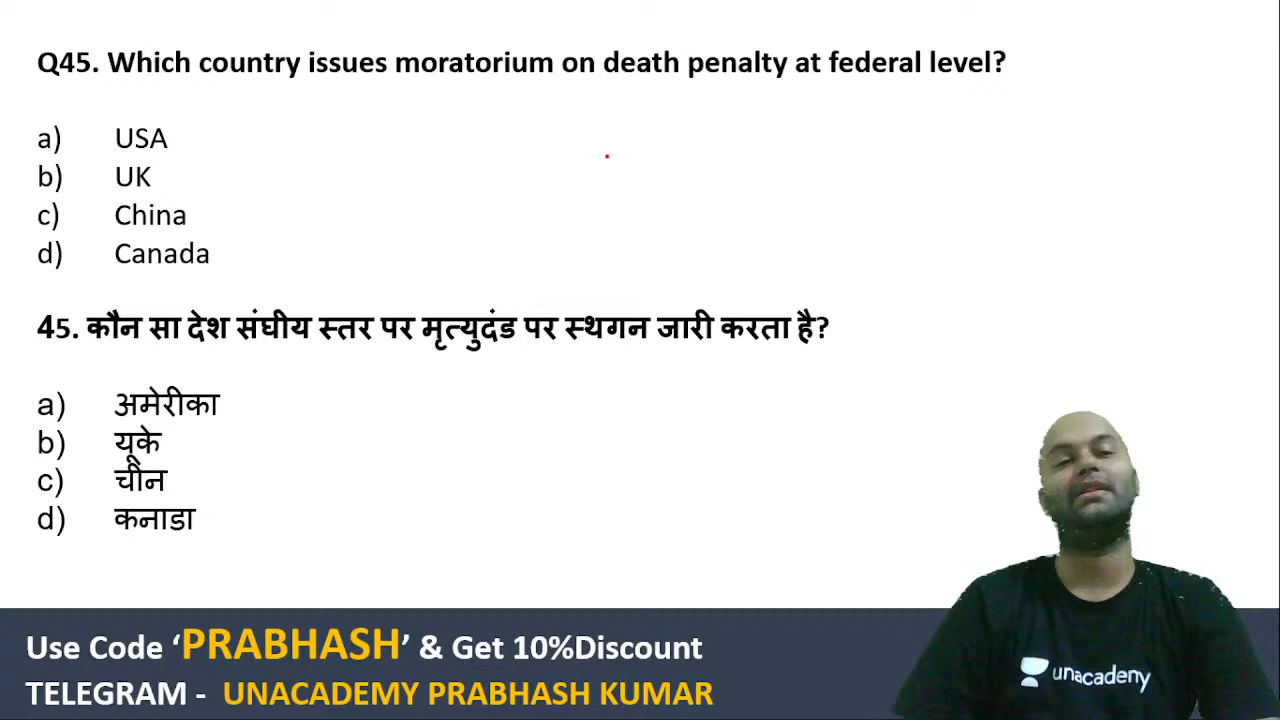 Q45. Which country issues moratorium on death penalty at federal level?
a) USA
b) UK
c) China
d) Canada
45. कौन सा देश संघीय स्तर पर मृत्युदंड पर स्थगन जारी करता है?
a) अमेरीका
b) यूके
c) चीन
d) कनाडा
Use Code ‘PRABHASH’ & Get 10%Discount
TELEGRAM - UNACADEMY PRABHASH KUMAR
unacademy